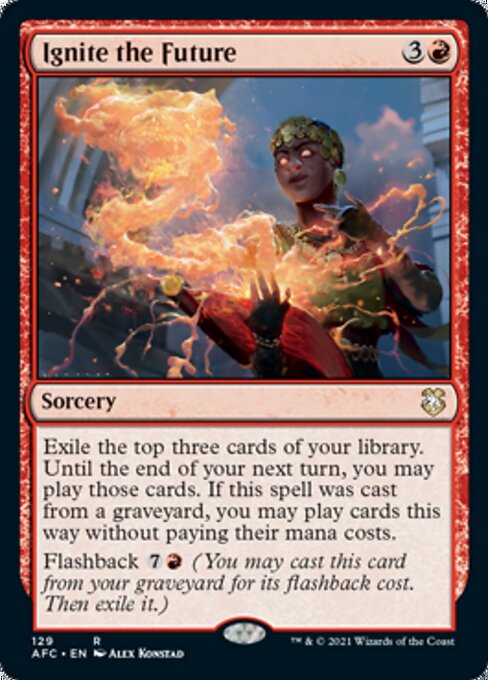 Ignite the Future 3
Sorcery
Exile the top three cards of your library.
Until the end of your next turn, you may
play those cards. If this spell was cast
from a graveyard, you may play cards this
way without paying their mana costs.
Flashback 7 (You may cast this card
from your graveyard for its flashback cost.
Then exile it.)
129 R ™ & © 2021 Wizards of the Coast
AFC • EN Alex Konstad